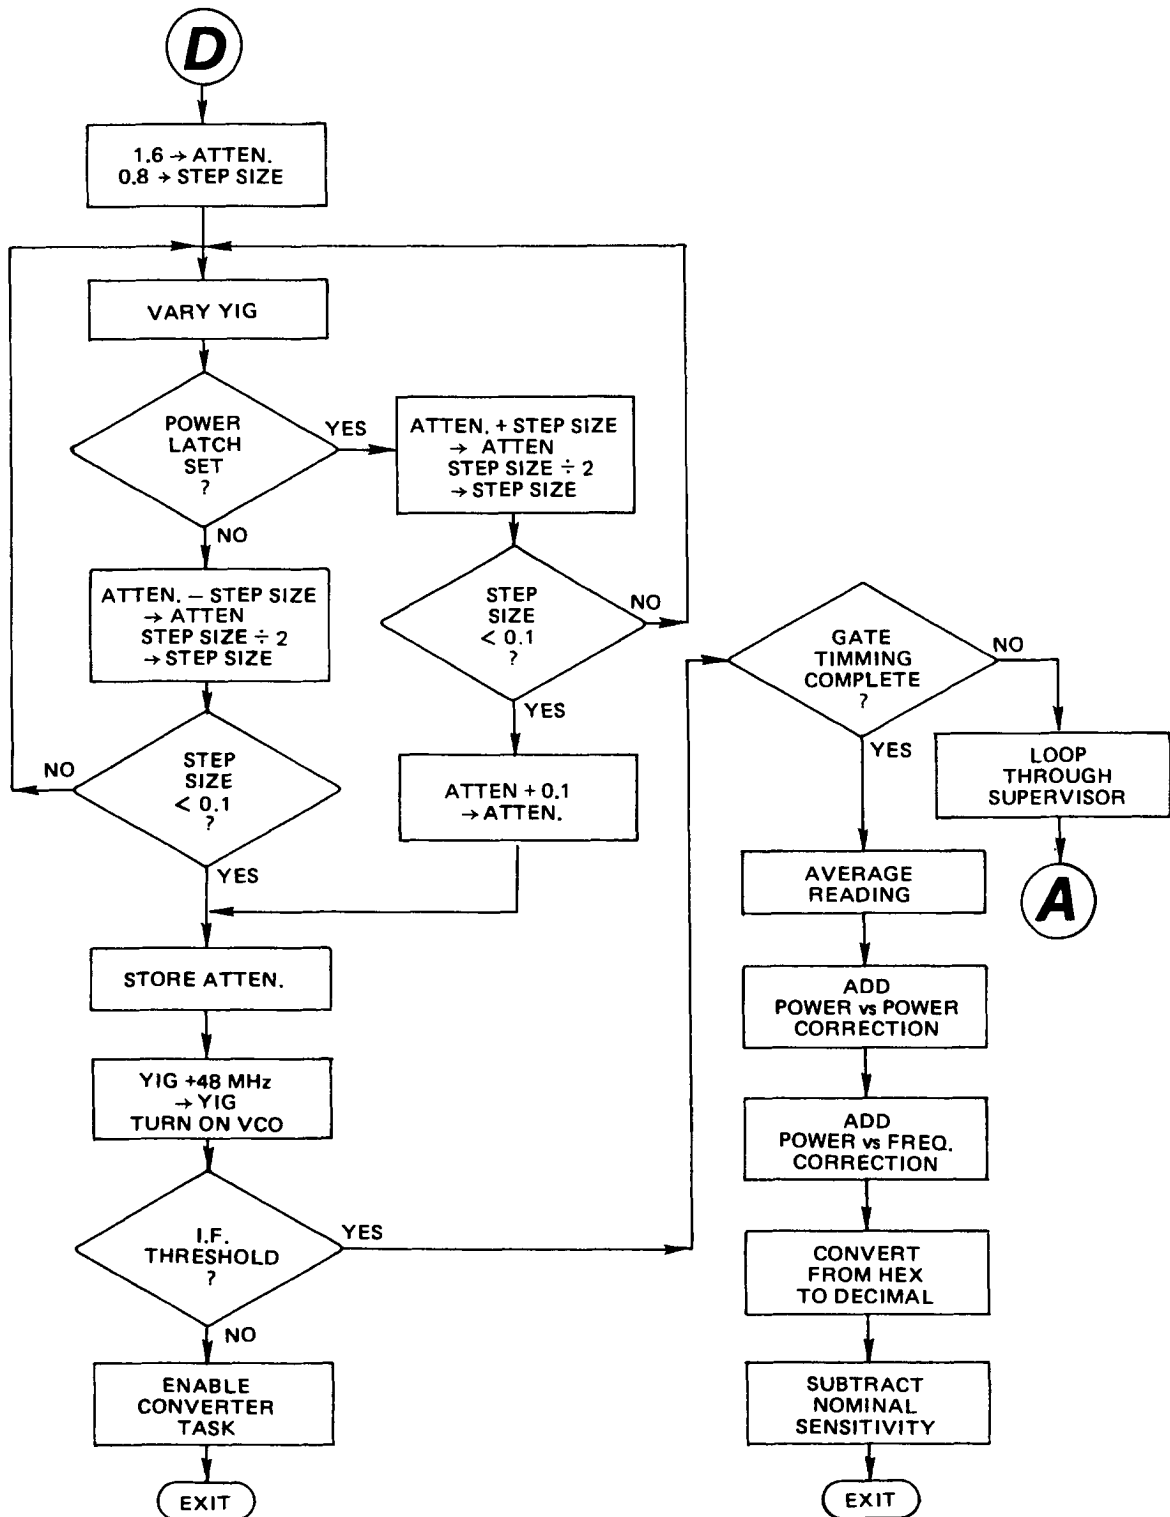 D
1.6 → ATTEN.
0.8 → STEP SIZE
VARY YIG
POWER
LATCH
SET
?
YES
NO
ATTEN. + STEP SIZE
→ ATTEN
STEP SIZE ÷ 2
→ STEP SIZE
ATTEN. – STEP SIZE
→ ATTEN
STEP SIZE ÷ 2
→ STEP SIZE
STEP
SIZE
< 0.1
?
NO
YES
STEP
SIZE
< 0.1
?
NO
YES
ATTEN + 0.1
→ ATTEN.
STORE ATTEN.
YIG +48 MHz
→ YIG
TURN ON VCO
I.F.
THRESHOLD
?
YES
NO
ENABLE
CONVERTER
TASK
EXIT
GATE
TIMMING
COMPLETE
?
NO
YES
LOOP
THROUGH
SUPERVISOR
A
AVERAGE
READING
ADD
POWER vs POWER
CORRECTION
ADD
POWER vs FREQ.
CORRECTION
CONVERT
FROM HEX
TO DECIMAL
SUBTRACT
NOMINAL
SENSITIVITY
EXIT